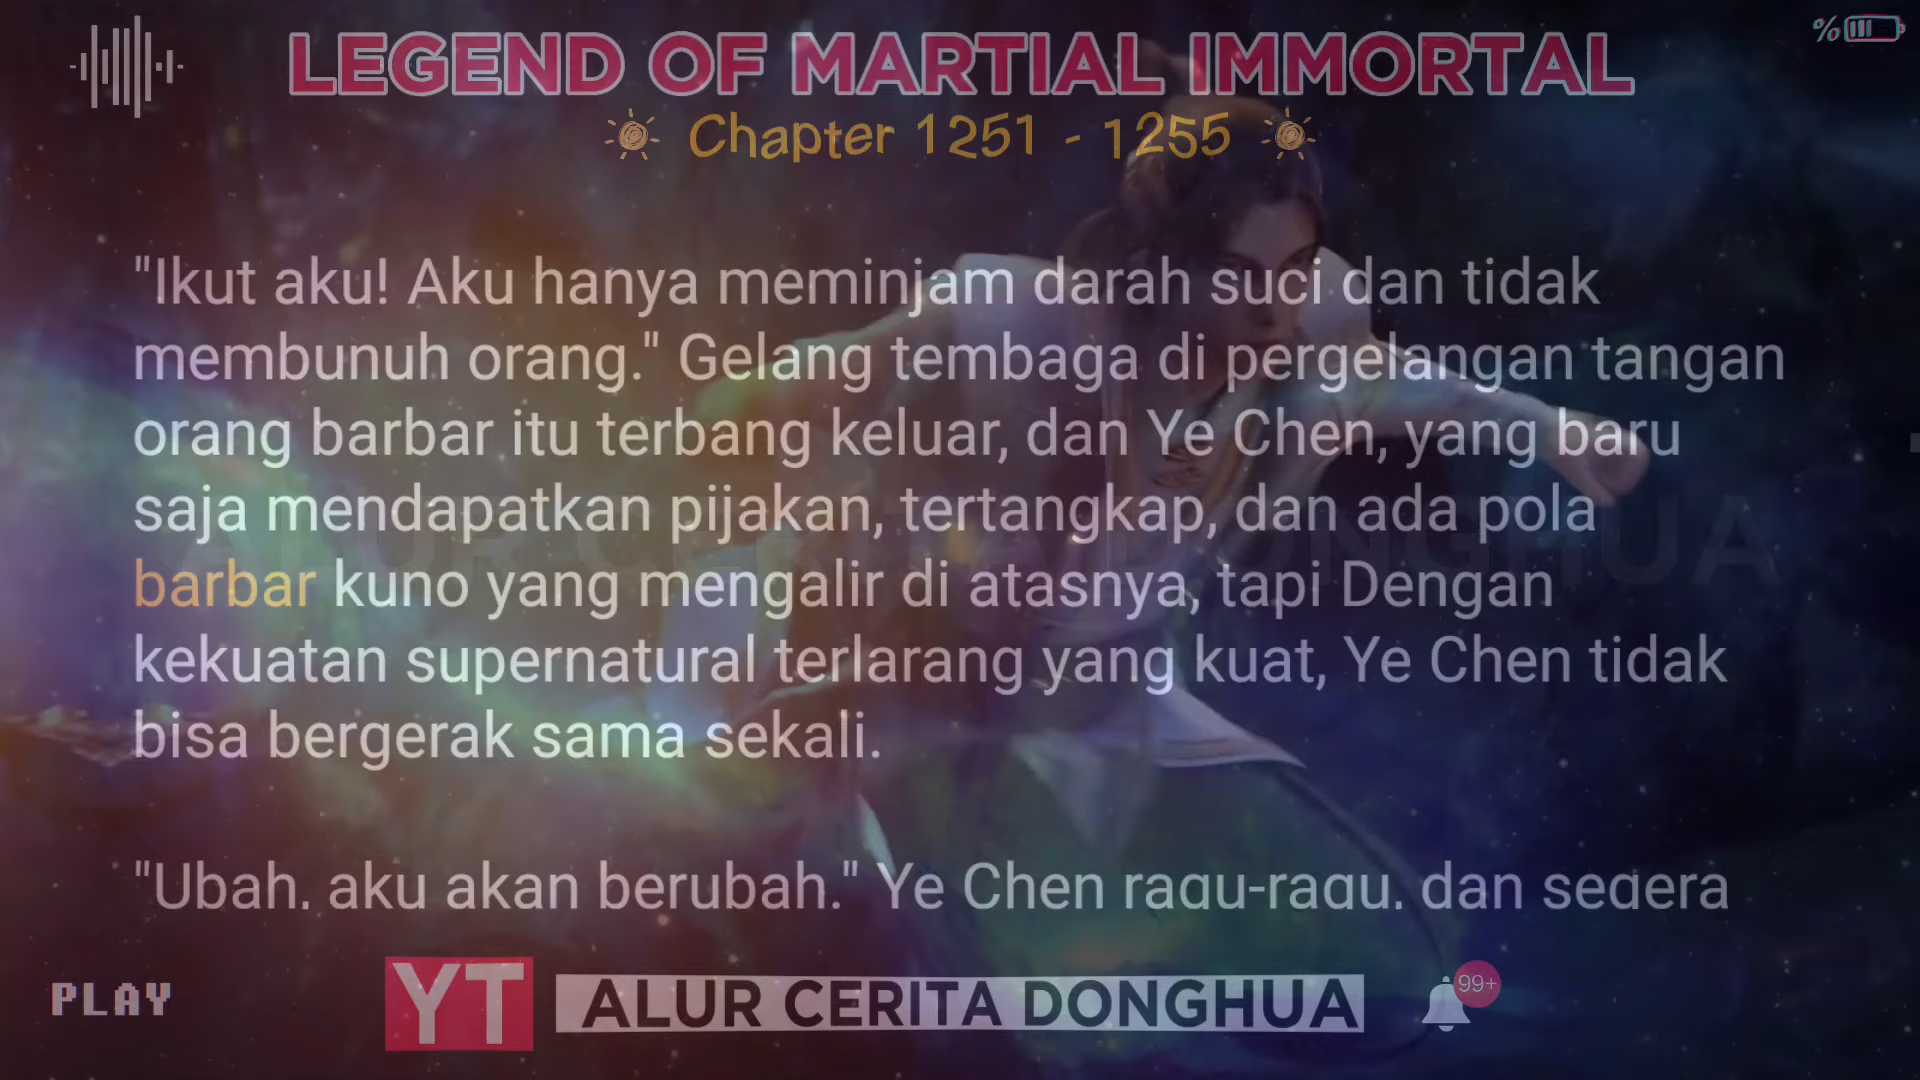 LEGEND OF MARTIAL IMMORTAL
%
Chapter 1251 - 1255
"Ikut aku! Aku hanya meminjam darah suci dan tidak
membunuh orang." Gelang tembaga di pergelangan tangan
orang barbar itu terbang keluar, dan Ye Chen, yang baru
saja mendapatkan pijakan, tertangkap, dan ada pola
barbar kuno yang mengalir di atasnya, tapi Dengan
kekuatan supernatural terlarang yang kuat, Ye Chen tidak
bisa bergerak sama sekali.
"Ubah, aku akan berubah." Ye Chen ragu-ragu, dan segera
ALUR CERITA DONGHUA
PLAY
YT ALUR CERITA DONGHUA
99+